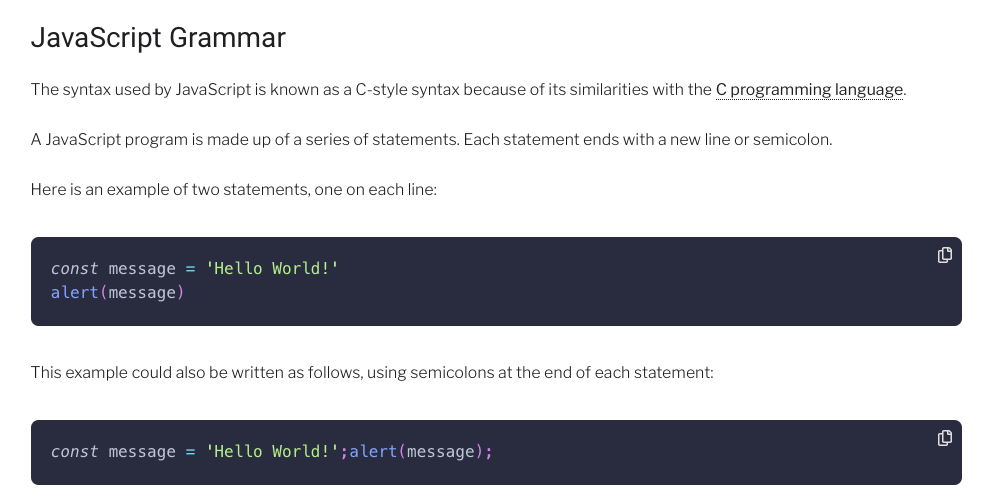 JavaScript Grammar
The syntax used by JavaScript is known as a C-style syntax because of its similarities with the C programming language.
A JavaScript program is made up of a series of statements. Each statement ends with a new line or semicolon.
Here is an example of two statements, one on each line:
const message = 'Hello World!'
alert(message)
This example could also be written as follows, using semicolons at the end of each statement:
const message = 'Hello World!';alert(message);